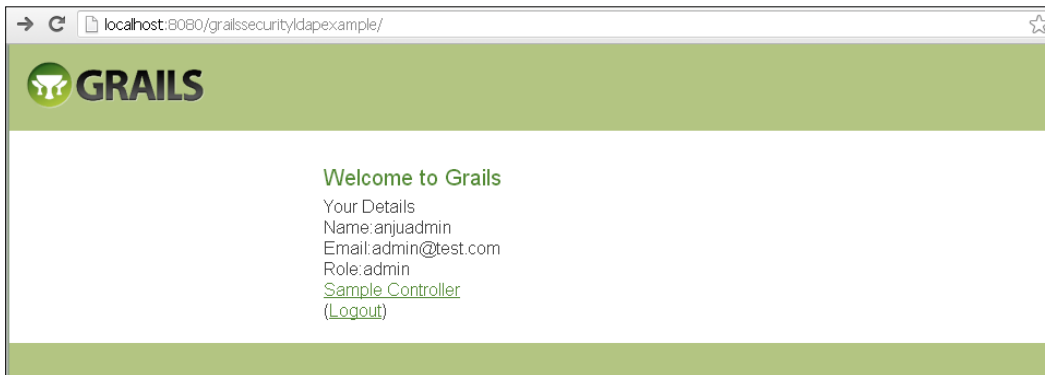 localhost:8080/grailssecurityldapexample/
GRAILS
Welcome to Grails
Your Details
Name:anjuadmin
Email:admin@test.com
Role:admin
Sample Controller
(Logout)